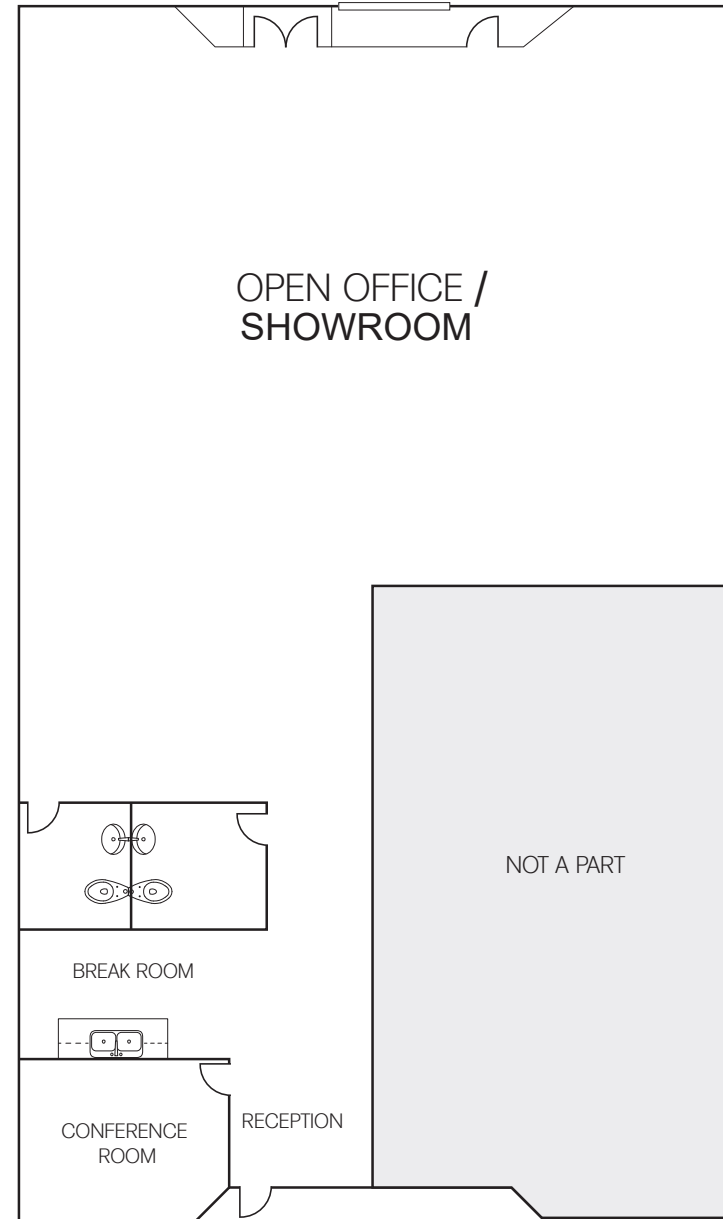 OPEN OFFICE /
SHOWROOM
NOT A PART
BREAK ROOM
CONFERENCE
ROOM
RECEPTION